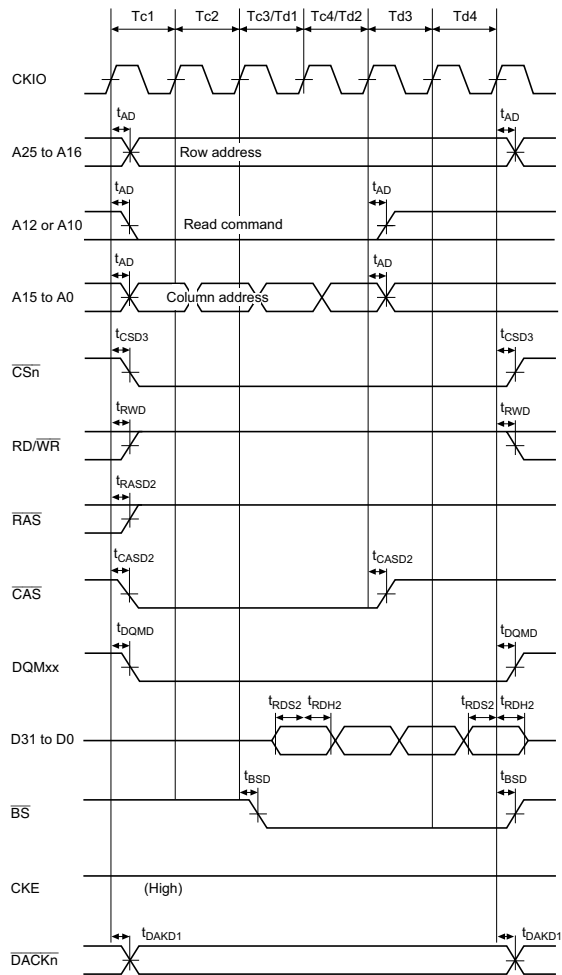 Tc1 Tc2 Tc3/Td1 Tc4/Td2 Td3 Td4
CKIO
tAD tAD
A25 to A16 Row address
tAD tAD
A12 or A10 Read command
tAD tAD
A15 to A0 Column address
tCSD3 tCSD3
CSn
tRWD tRWD
RD/WR
tRASD2
RAS
tCASD2 tCASD2
CAS
tDQMD tDQMD
DQMxx
tRDS2 tRDH2 tRDS2 tRDH2
D31 to D0
tBSD tBSD
BS
CKE (High)
tDAKD1 tDAKD1
DACKn